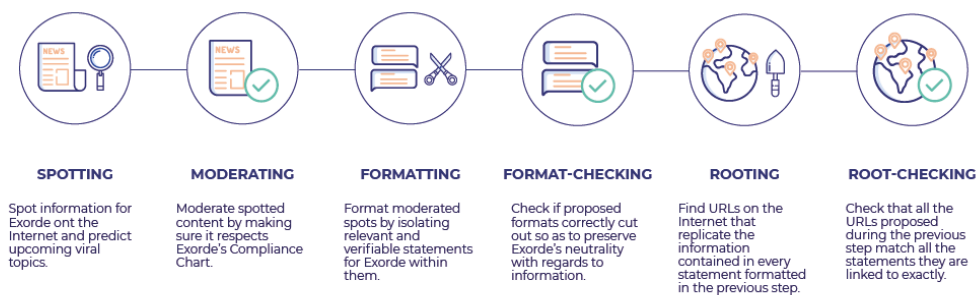 NEWS
NEWS
SPOTTING
Spot information for
Exorde ont the
Internet and predict
upcoming viral
topics.
MODERATING
Moderate spotted
content by making
sure it respects
Exorde's Compliance
Chart.
FORMATTING
Format moderated
spots by isolating
relevant and
verifiable statements
for Exorde within
them.
FORMAT-CHECKING
Check if proposed
formats correctly cut
out so as to preserve
Exorde's neutrality
with regards to
information.
ROOTING
Find URLs on the
Internet that
replicate the
information
contained in every
statement formatted
in the previous step.
ROOT-CHECKING
Check that all the
URLs proposed
during the previous
step match all the
statements they are
linked to exactly.